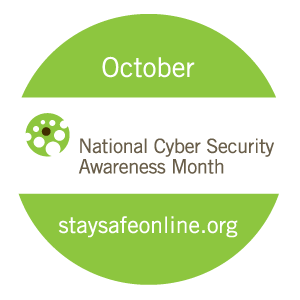 October
National Cyber Security
Awareness Month
staysafeonline.org